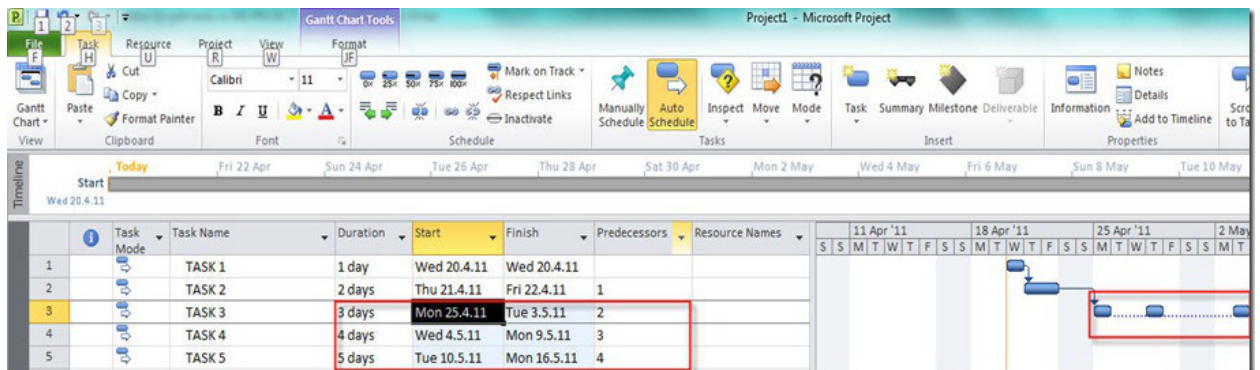 Gantt Chart Tools
Project1 - Microsoft Project
1 2 3
File Task Resource Project View Format
F H U R W JF
Cut
Copy
Format Painter
Paste
Gantt Chart
Calibri 11
B I U A
0x 25x 50x 75x 100x
Mark on Track
Respect Links
Inactivate
Manually Schedule
Auto Schedule
Inspect Move Mode
Task Summary Milestone Deliverable
Information
Notes
Details
Add to Timeline
View Clipboard Font Schedule Tasks Insert Properties
Timeline
Today Fri 22 Apr Sun 24 Apr Tue 26 Apr Thu 28 Apr Sat 30 Apr Mon 2 May Wed 4 May Fri 6 May Sun 8 May Tue 10 May
Start
Wed 20.4.11
Task Mode Task Name Duration Start Finish Predecessors Resource Names
11 Apr '11 18 Apr '11 25 Apr '11 2 May
S S M T W T F S S M T W T F S S M T W T F S S M T
1 TASK 1 1 day Wed 20.4.11 Wed 20.4.11
2 TASK 2 2 days Thu 21.4.11 Fri 22.4.11 1
3 TASK 3 3 days Mon 25.4.11 Tue 3.5.11 2
4 TASK 4 4 days Wed 4.5.11 Mon 9.5.11 3
5 TASK 5 5 days Tue 10.5.11 Mon 16.5.11 4